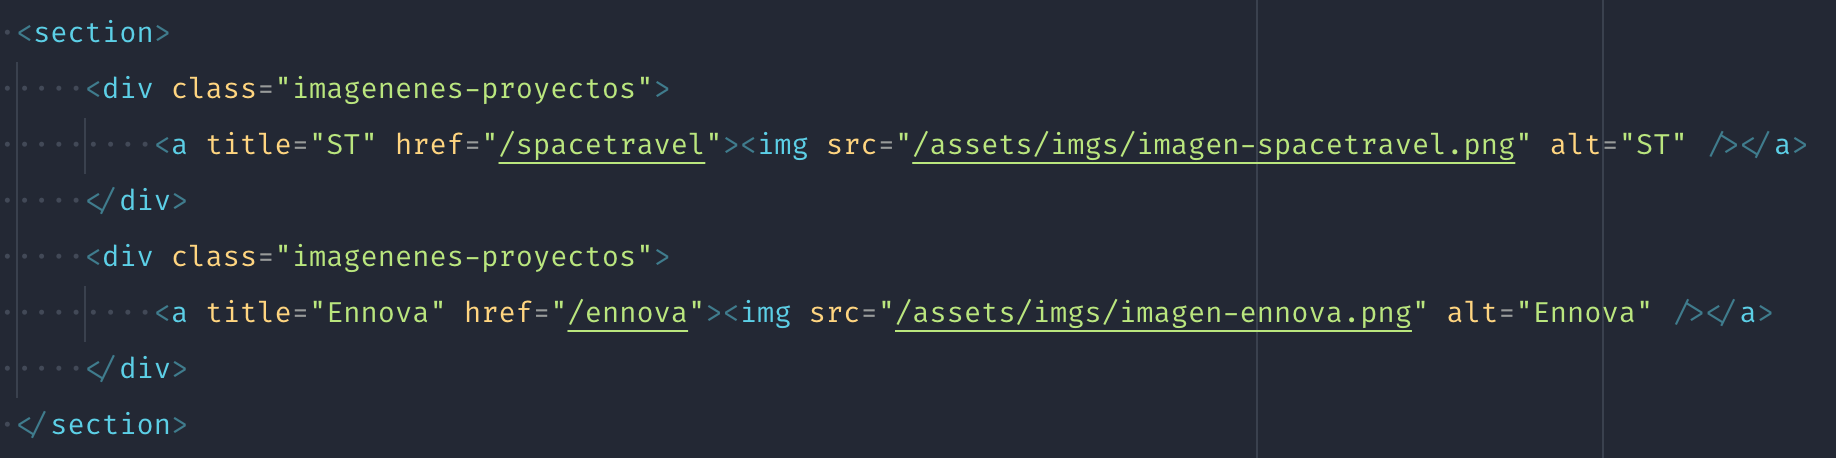 <section>
<div class="imagenenes-proyectos">
<a title="ST" href="/spacetravel"><img src="/assets/imgs/imagen-spacetravel.png" alt="ST" /></a>
</div>
<div class="imagenenes-proyectos">
<a title="Ennova" href="/ennova"><img src="/assets/imgs/imagen-ennova.png" alt="Ennova" /></a>
</div>
</section>